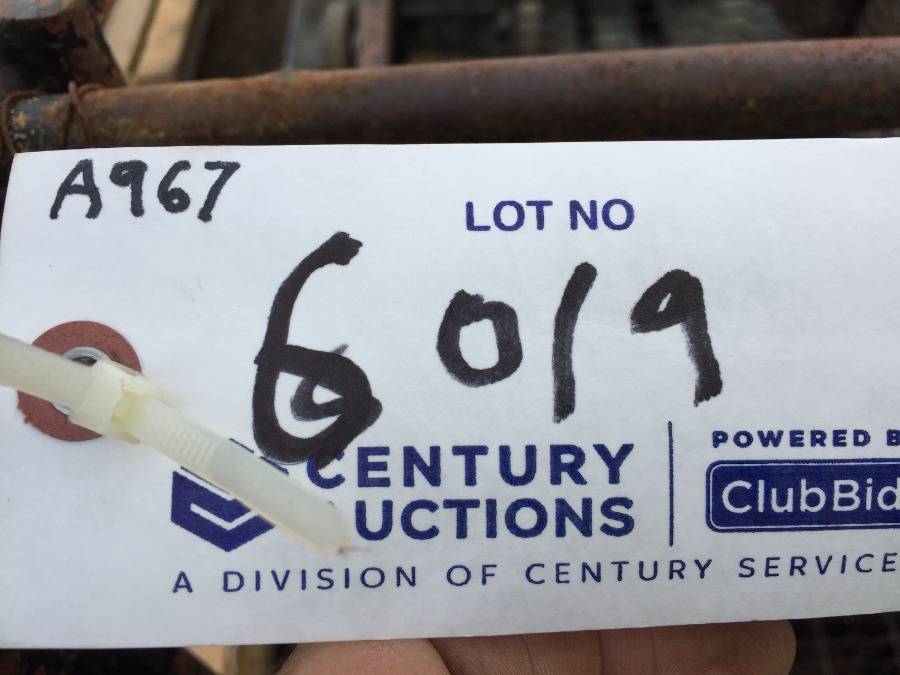 A967
LOT NO
6019
CENTURY
UCTIONS
POWERED B
ClubBid
A DIVISION OF CENTURY SERVICE